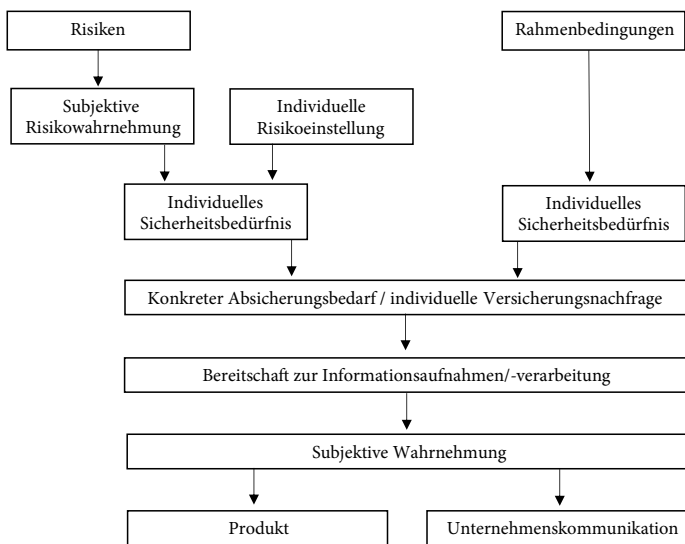 Risiken
Rahmenbedingungen
Subjektive
Risikowahrnehmung
Individuelle
Risikoeinstellung
Individuelles
Sicherheitsbedürfnis
Individuelles
Sicherheitsbedürfnis
Konkreter Absicherungsbedarf / individuelle Versicherungsnachfrage
Bereitschaft zur Informationsaufnahmen/-verarbeitung
Subjektive Wahrnehmung
Produkt
Unternehmenskommunikation